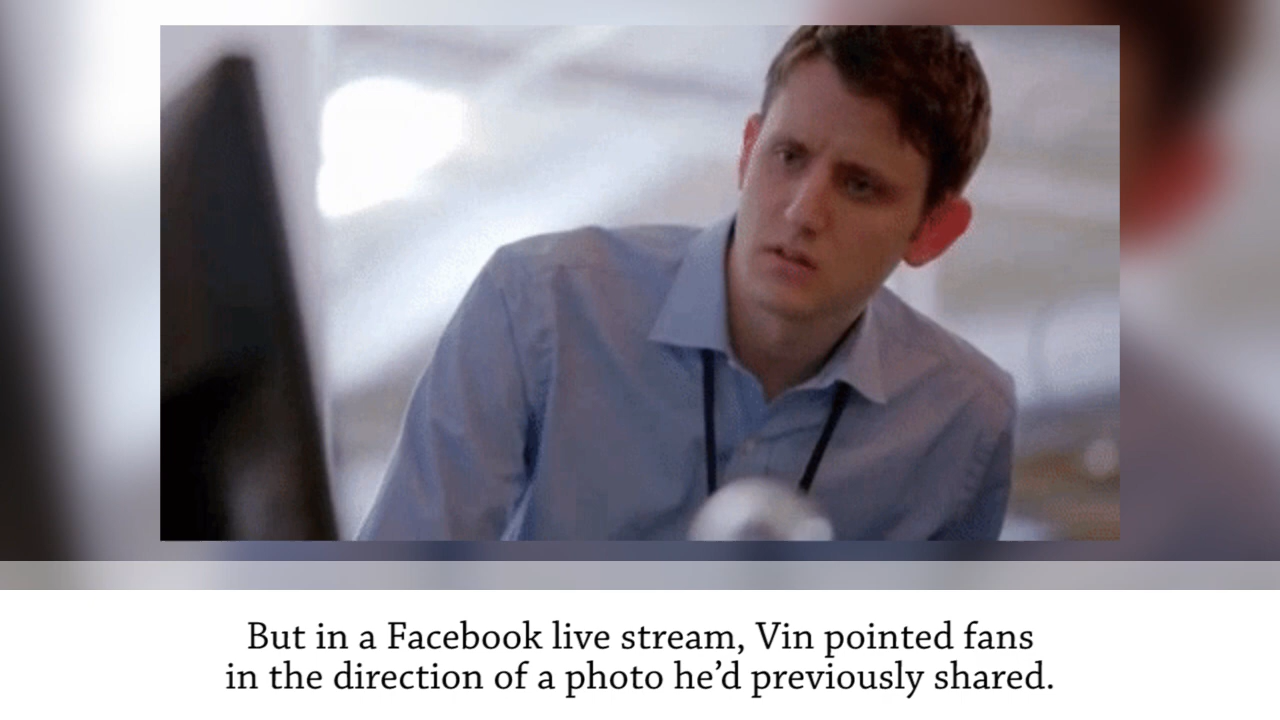 But in a Facebook live stream, Vin pointed fans
in the direction of a photo he’d previously shared.